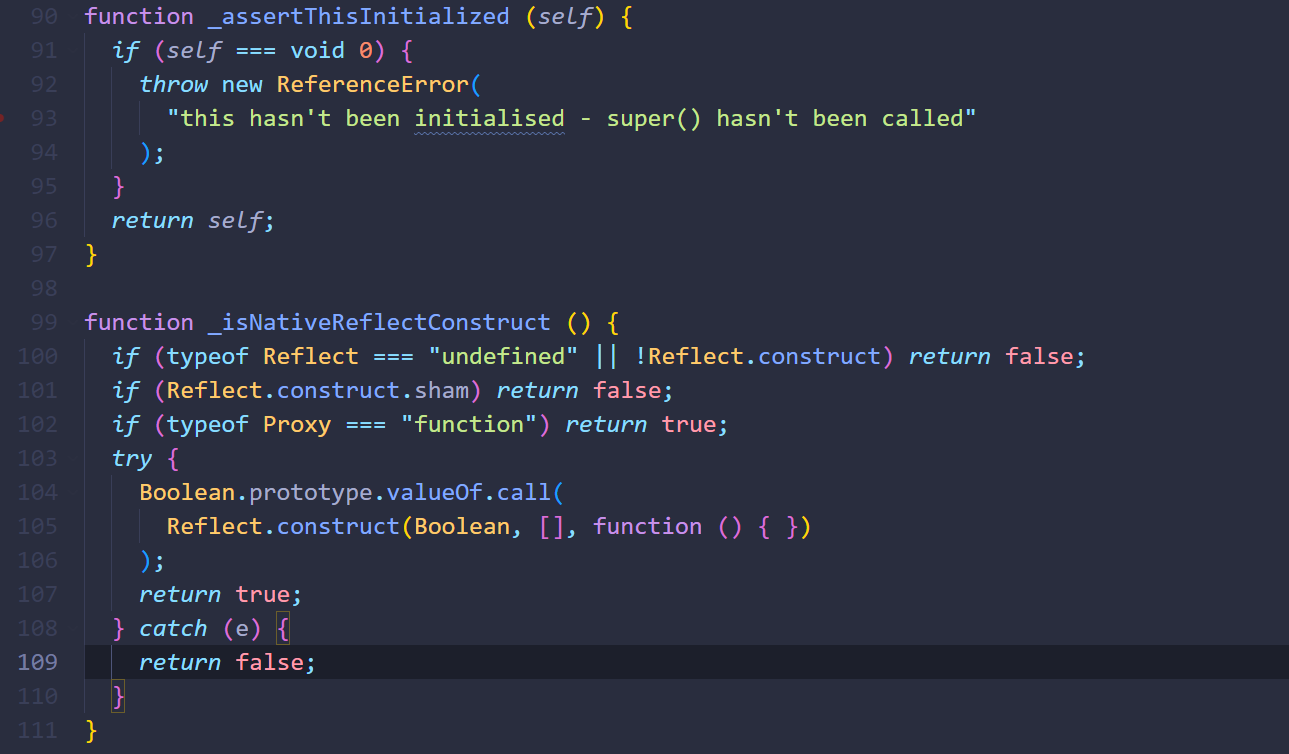 90 function _assertThisInitialized (self) {
91 if (self === void 0) {
92 throw new ReferenceError(
93 "this hasn't been initialised - super() hasn't been called"
94 );
95 }
96 return self;
97 }
98
99 function _isNativeReflectConstruct () {
100 if (typeof Reflect === "undefined" || !Reflect.construct) return false;
101 if (Reflect.construct.sham) return false;
102 if (typeof Proxy === "function") return true;
103 try {
104 Boolean.prototype.valueOf.call(
105 Reflect.construct(Boolean, [], function () { })
106 );
107 return true;
108 } catch (e) {
109 return false;
110 }
111 }